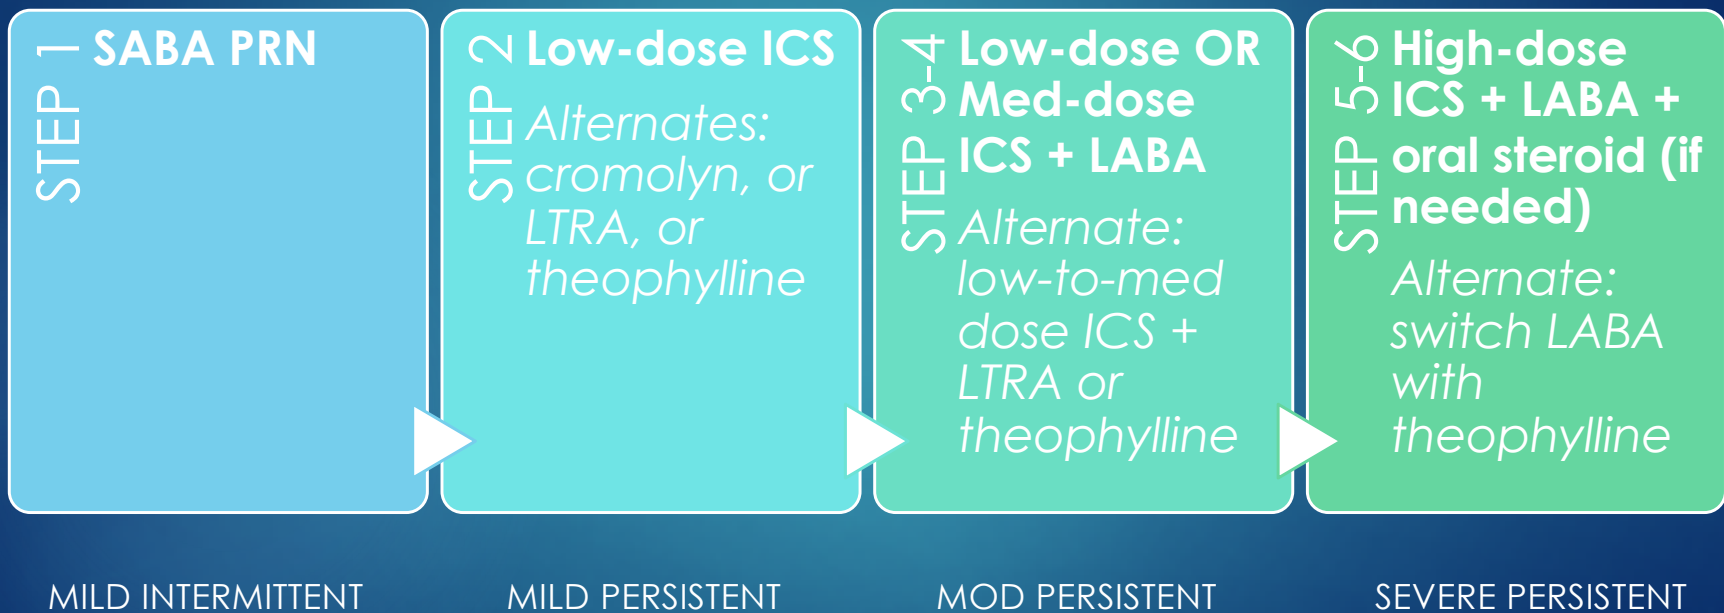 STEP 1
SABA PRN
STEP 2
Low-dose ICS
Alternates:
cromolyn, or
LTRA, or
theophylline
STEP 3-4
Low-dose OR
Med-dose
ICS + LABA
Alternate:
low-to-med
dose ICS +
LTRA or
theophylline
STEP 5-6
High-dose
ICS + LABA +
oral steroid (if
needed)
Alternate:
switch LABA
with
theophylline
MILD INTERMITTENT
MILD PERSISTENT
MOD PERSISTENT
SEVERE PERSISTENT